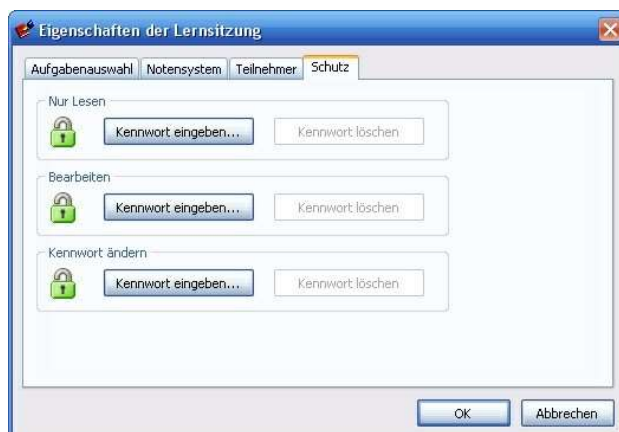 Eigenschaften der Lernsitzung
Aufgabenauswahl Notensystem Teilnehmer Schutz
Nur Lesen
Kennwort eingeben... Kennwort löschen
Bearbeiten
Kennwort eingeben... Kennwort löschen
Kennwort ändern
Kennwort eingeben... Kennwort löschen
OK Abbrechen